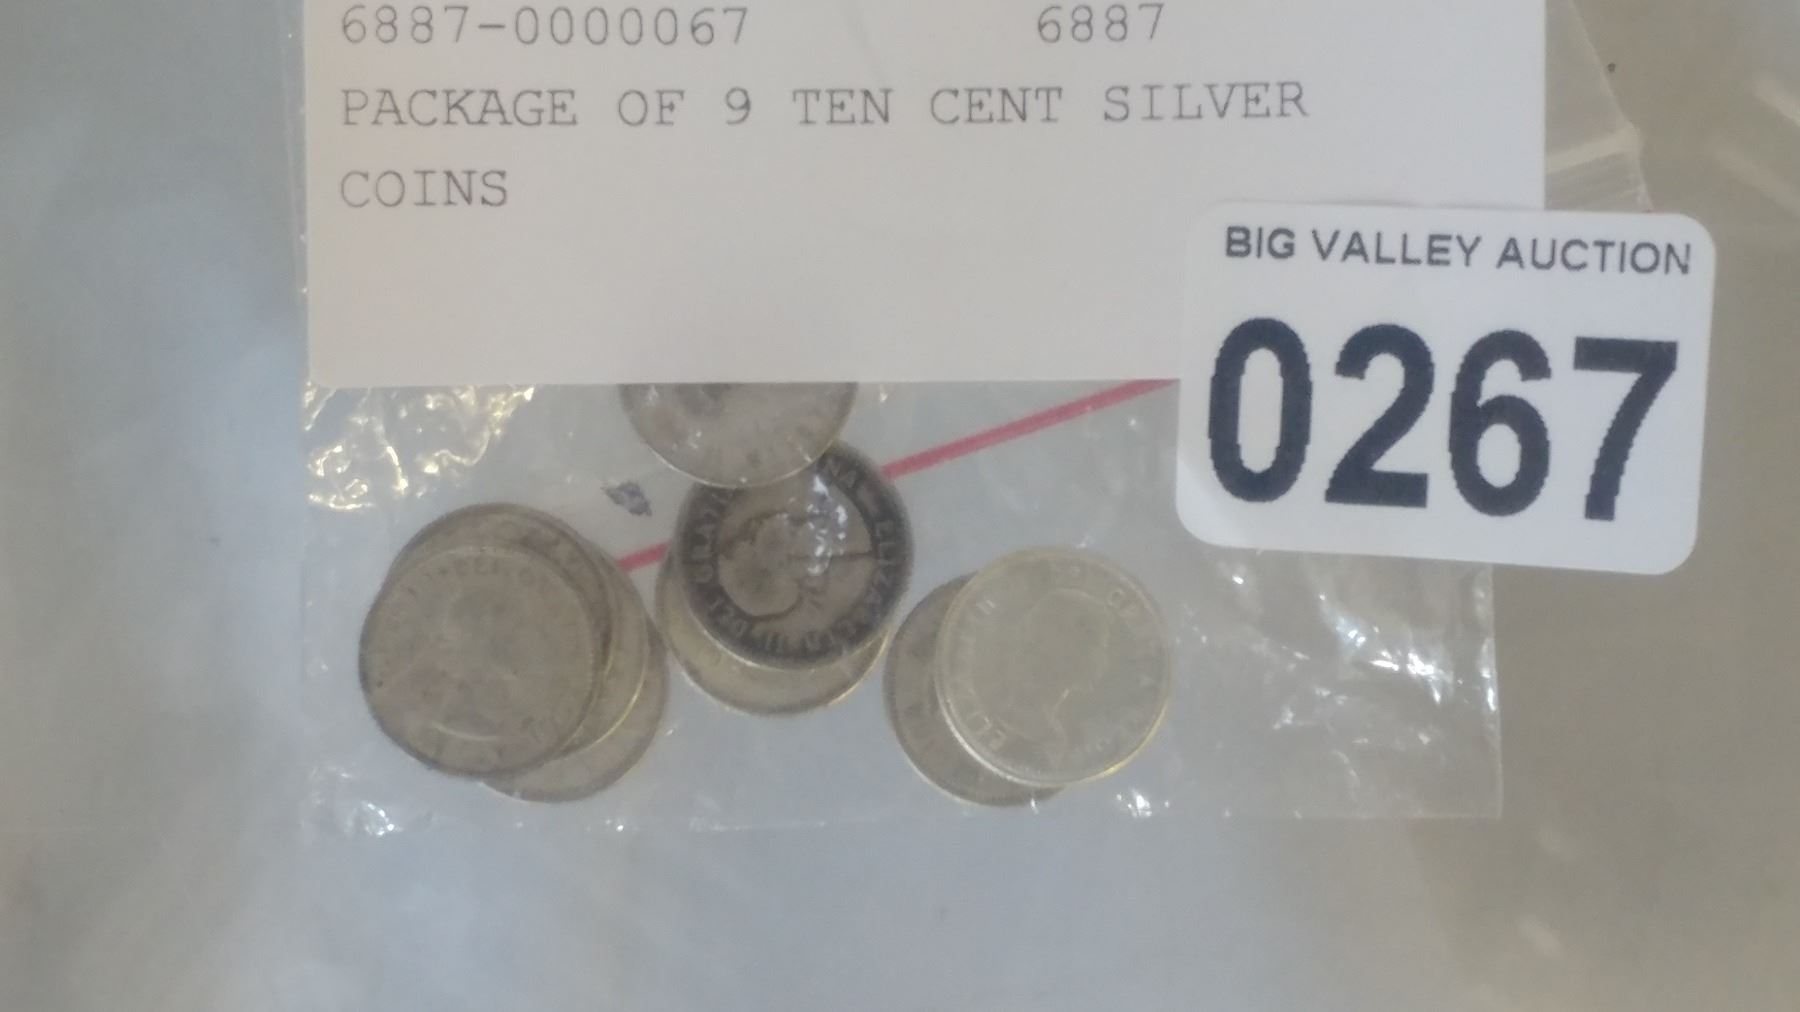 6887-0000067 6887
PACKAGE OF 9 TEN CENT SILVER
COINS
BIG VALLEY AUCTION
0267